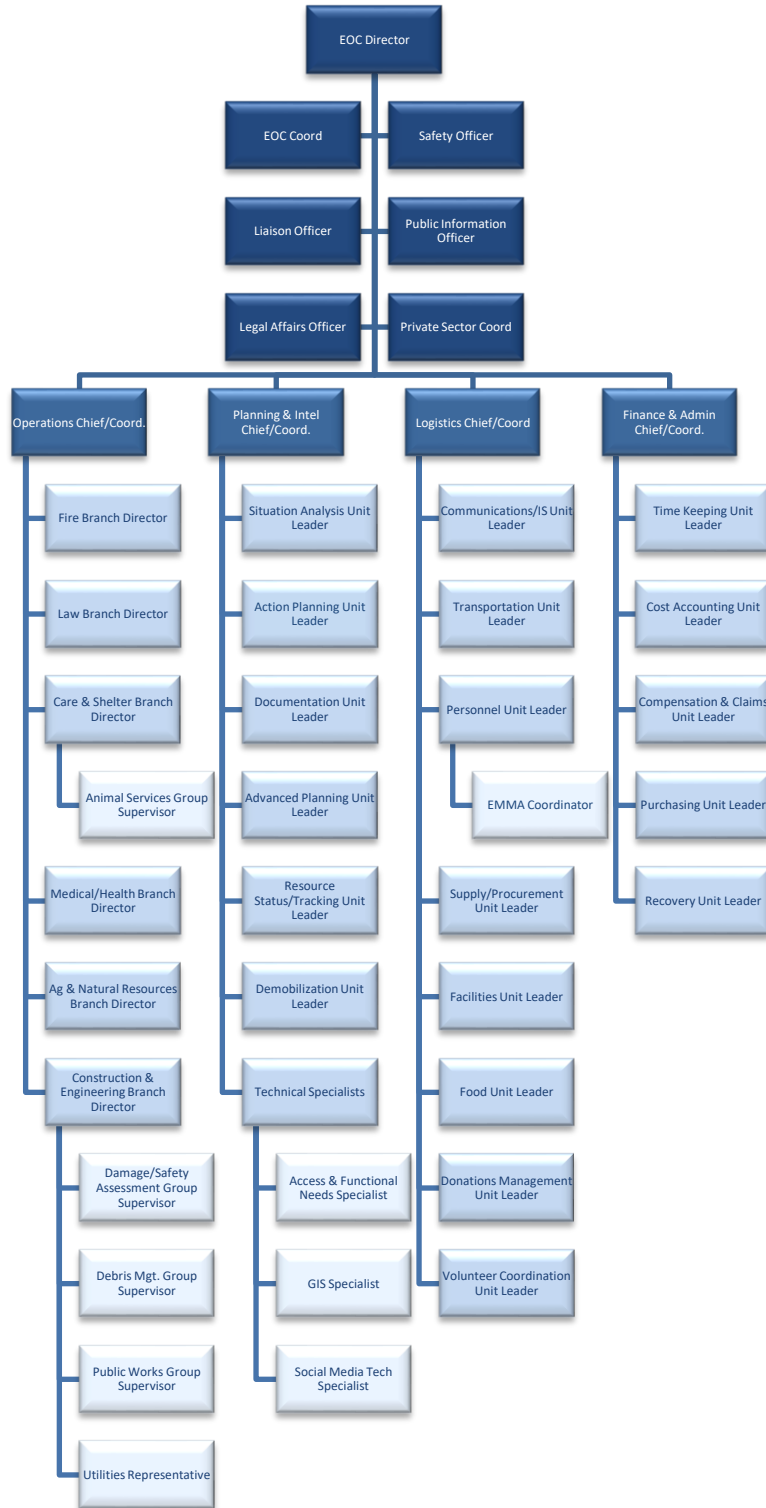 EOC Director
EOC Coord
Safety Officer
Liaison Officer
Public Information
Officer
Legal Affairs Officer
Private Sector Coord
Operations Chief/Coord.
Planning & Intel
Chief/Coord.
Logistics Chief/Coord
Finance & Admin
Chief/Coord.
Fire Branch Director
Law Branch Director
Care & Shelter Branch
Director
Animal Services Group
Supervisor
Medical/Health Branch
Director
Ag & Natural Resources
Branch Director
Construction &
Engineering Branch
Director
Damage/Safety
Assessment Group
Supervisor
Debris Mgt. Group
Supervisor
Public Works Group
Supervisor
Utilities Representative
Situation Analysis Unit
Leader
Action Planning Unit
Leader
Documentation Unit
Leader
Advanced Planning Unit
Leader
Resource
Status/Tracking Unit
Leader
Demobilization Unit
Leader
Technical Specialists
Access & Functional
Needs Specialist
GIS Specialist
Social Media Tech
Specialist
Communications/IS Unit
Leader
Transportation Unit
Leader
Personnel Unit Leader
EMMA Coordinator
Supply/Procurement
Unit Leader
Facilities Unit Leader
Food Unit Leader
Donations Management
Unit Leader
Volunteer Coordination
Unit Leader
Time Keeping Unit
Leader
Cost Accounting Unit
Leader
Compensation & Claims
Unit Leader
Purchasing Unit Leader
Recovery Unit Leader